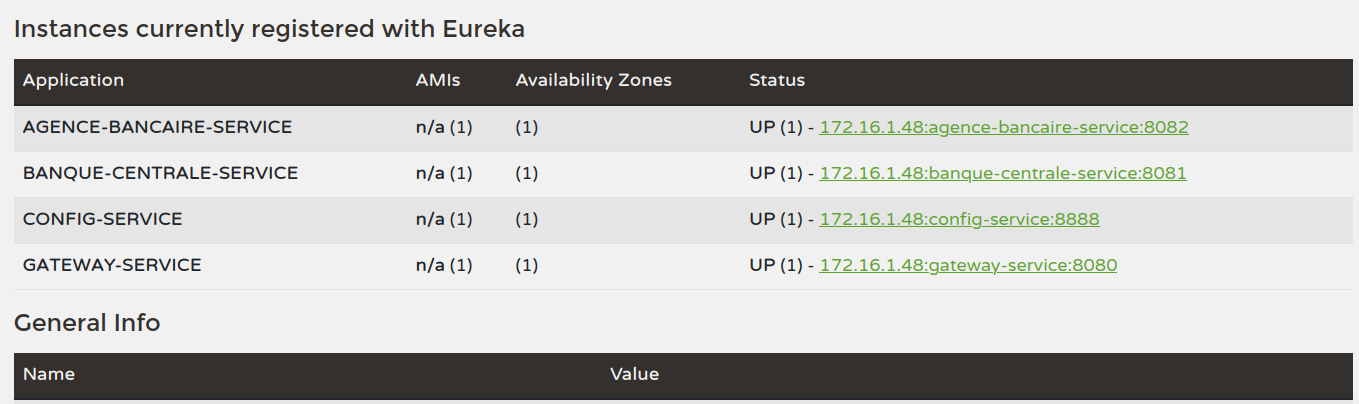 Instances currently registered with Eureka
Application AMIs Availability Zones Status
AGENCE-BANCAIRE-SERVICE n/a (1) (1) UP (1) - 172.16.1.48:agence-bancaire-service:8082
BANQUE-CENTRALE-SERVICE n/a (1) (1) UP (1) - 172.16.1.48:banque-centrale-service:8081
CONFIG-SERVICE n/a (1) (1) UP (1) - 172.16.1.48:config-service:8888
GATEWAY-SERVICE n/a (1) (1) UP (1) - 172.16.1.48:gateway-service:8080
General Info
Name Value